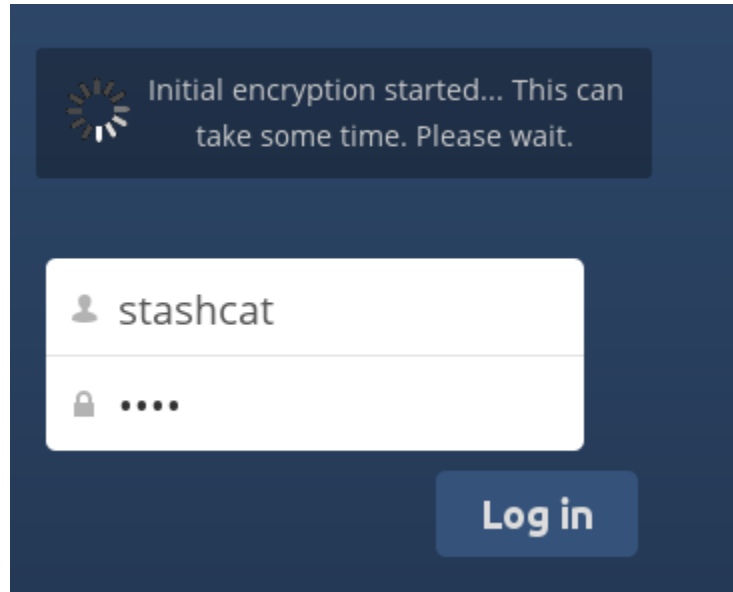 Initial encryption started... This can
take some time. Please wait.
stashcat
••••
Log in